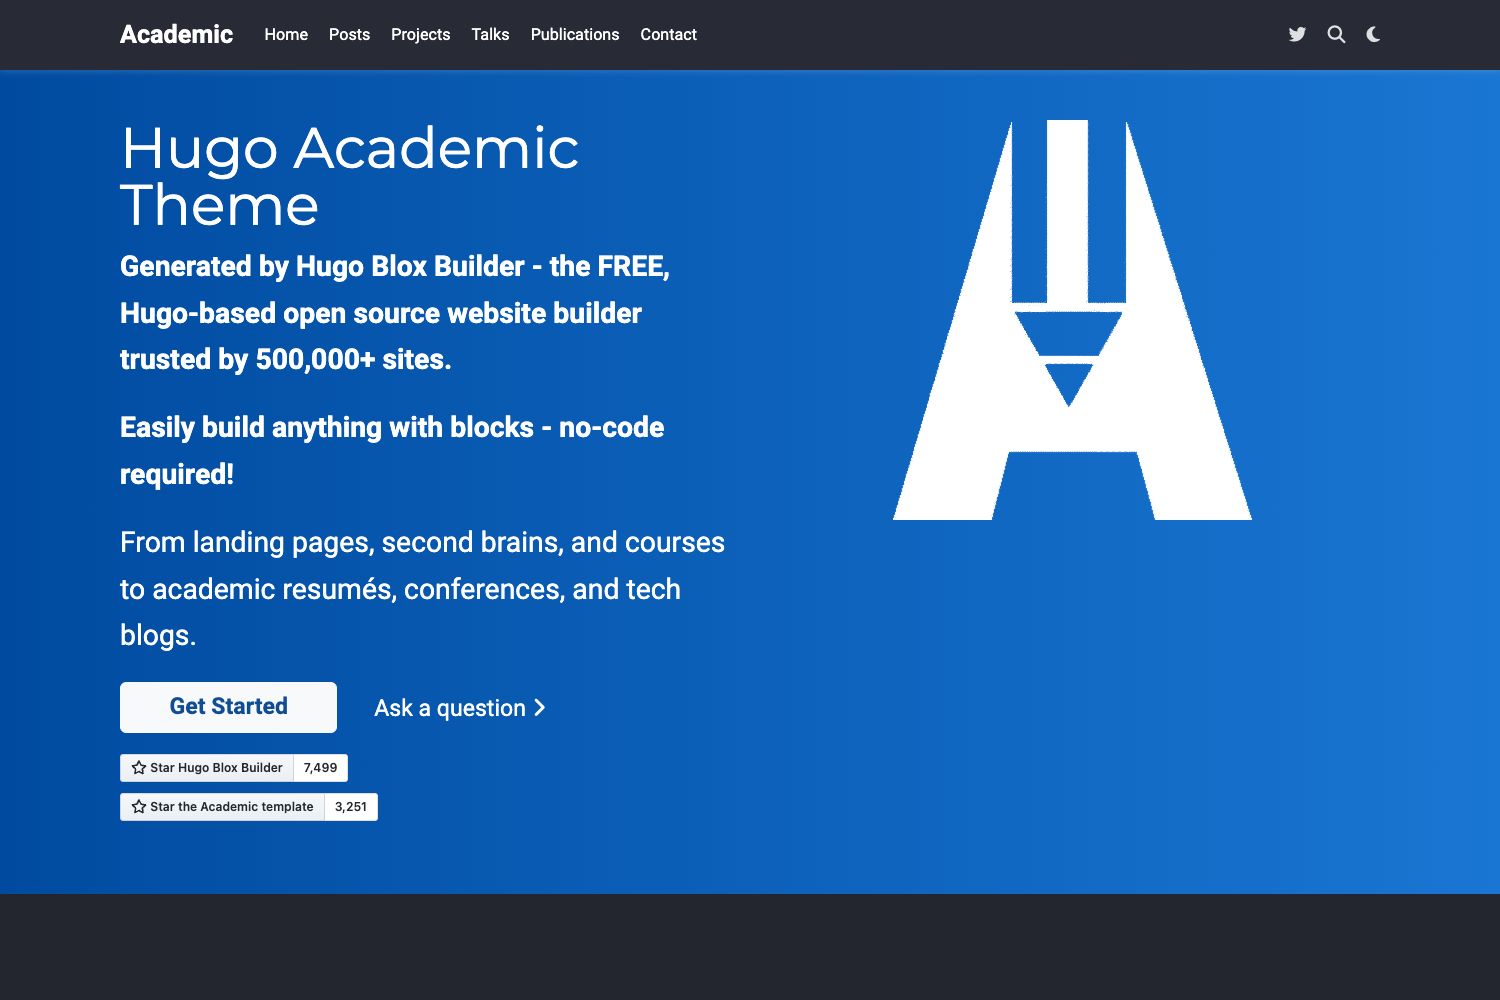 Academic Home Posts Projects Talks Publications Contact
Hugo Academic
Theme
Generated by Hugo Blox Builder - the FREE,
Hugo-based open source website builder
trusted by 500,000+ sites.
Easily build anything with blocks - no-code
required!
From landing pages, second brains, and courses
to academic resumés, conferences, and tech
blogs.
Get Started Ask a question
Star Hugo Blox Builder 7,499
Star the Academic template 3,251